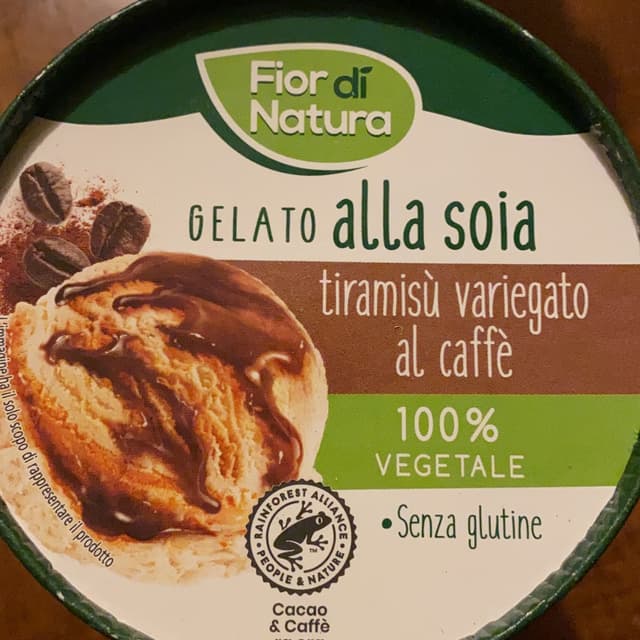 Fior di
Natura
GELATO alla soia
tiramisù variegato
al caffè
100%
VEGETALE
• Senza glutine
L'immagine ha il solo scopo di rappresentare il prodotto
RAINFOREST ALLIANCE
TM
• PEOPLE & NATURE •
Cacao
& Caffè